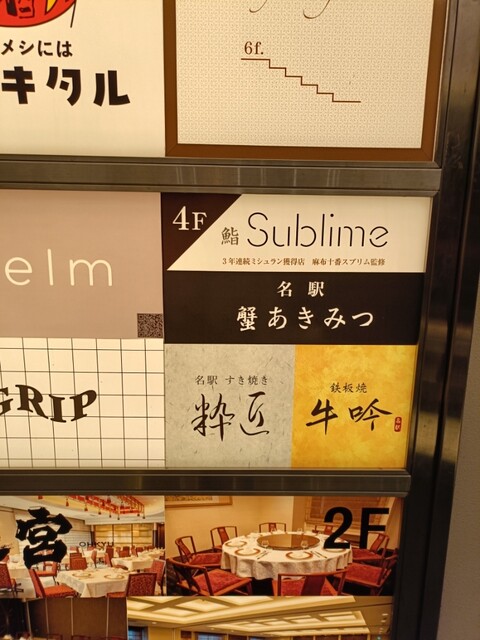 メシには
キタル
6f.
elm
4F
鮨 Sublime
3年連続ミシュラン獲得店 麻布十番スブリム監修
名駅
蟹あきみつ
GRIP
名駅 すき焼き
粋匠
鉄板焼
牛吟
宮
2F